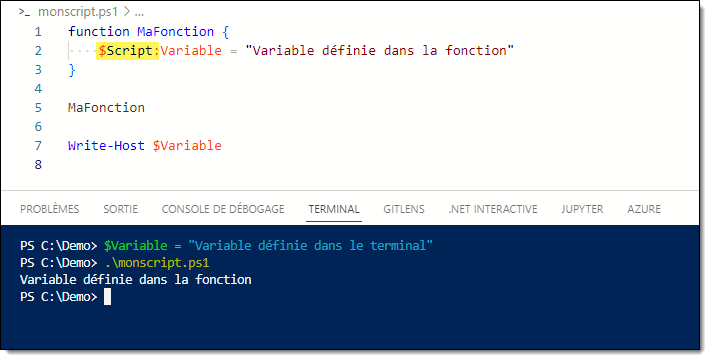 >_ monscript.ps1 > ...
1 function MaFonction {
2 ····$Script:Variable = "Variable définie dans la fonction"
3 }
4
5 MaFonction
6
7 Write-Host $Variable
8
PROBLÈMES SORTIE CONSOLE DE DÉBOGAGE TERMINAL GITLENS .NET INTERACTIVE JUPYTER AZURE
PS C:\Demo> $Variable = "Variable définie dans le terminal"
PS C:\Demo> .\monscript.ps1
Variable définie dans la fonction
PS C:\Demo>